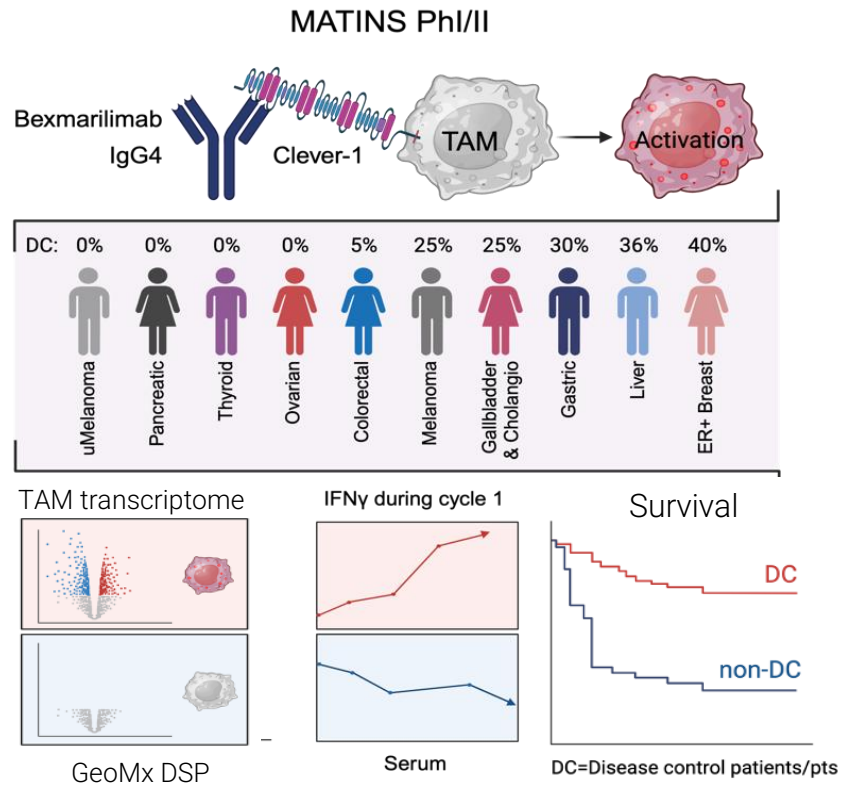 MATINS PhI/II
Bexmarilimab
IgG4
Clever-1
TAM
Activation
DC: 0% 0% 0% 0% 5% 25% 25% 30% 36% 40%
uMelanoma
Pancreatic
Thyroid
Ovarian
Colorectal
Melanoma
Gallbladder
& Cholangio
Gastric
Liver
ER+ Breast
TAM transcriptome
IFNγ during cycle 1
Survival
DC
non-DC
GeoMx DSP
Serum
DC=Disease control patients/pts